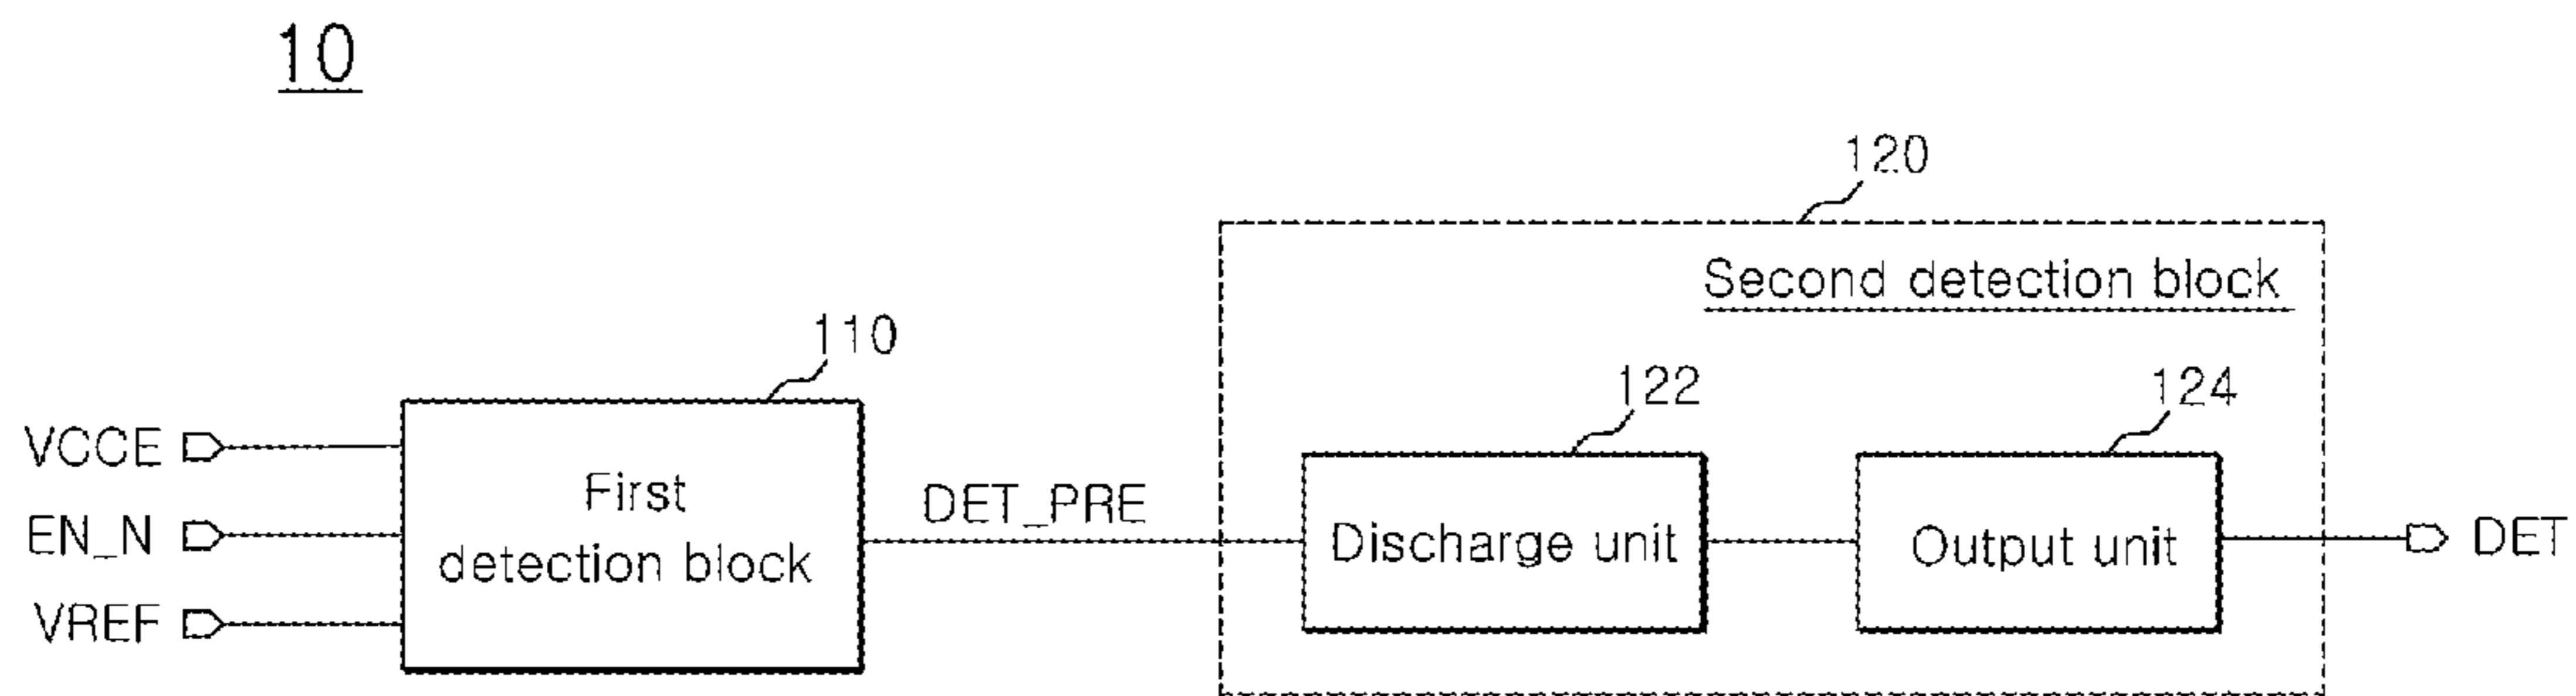 10
120
Second detection block
110
122
124
VCCE
EN_N
VREF
First
detection block
DET_PRE
Discharge unit
Output unit
DET